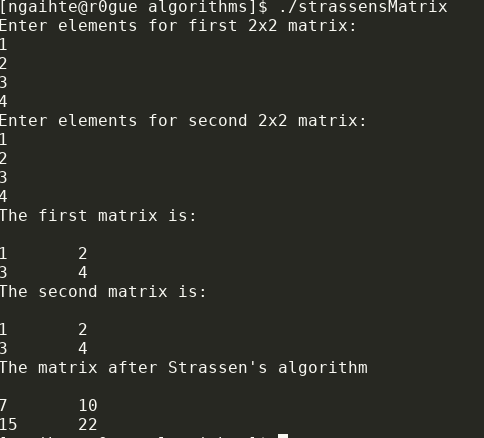 [ngaihte@r0gue algorithms]$ ./strassensMatrix
Enter elements for first 2x2 matrix:
1
2
3
4
Enter elements for second 2x2 matrix:
1
2
3
4
The first matrix is:
1 2
3 4
The second matrix is:
1 2
3 4
The matrix after Strassen's algorithm
7 10
15 22